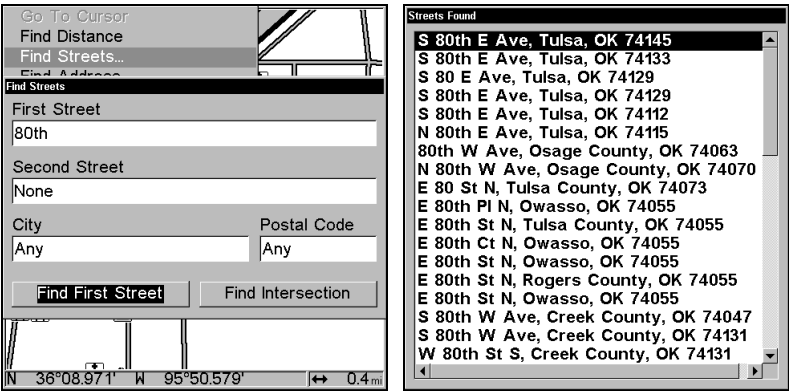 Go To Cursor
Find Distance
Find Streets...
Find Address...
Find Streets
First Street
80th
Second Street
None
City
Postal Code
Any
Any
Find First Street
Find Intersection
N 36°08.971' W 95°50.579' ↔ 0.4 mi
Streets Found
S 80th E Ave, Tulsa, OK 74145
S 80th E Ave, Tulsa, OK 74133
S 80 E Ave, Tulsa, OK 74129
S 80th E Ave, Tulsa, OK 74129
S 80th E Ave, Tulsa, OK 74112
N 80th E Ave, Tulsa, OK 74115
80th W Ave, Osage County, OK 74063
N 80th W Ave, Osage County, OK 74070
E 80 St N, Tulsa County, OK 74073
E 80th Pl N, Owasso, OK 74055
E 80th St N, Tulsa County, OK 74055
E 80th Ct N, Owasso, OK 74055
E 80th St N, Owasso, OK 74055
E 80th St N, Rogers County, OK 74055
E 80th St N, Owasso, OK 74055
S 80th W Ave, Creek County, OK 74047
S 80th W Ave, Creek County, OK 74131
W 80th St S, Creek County, OK 74131